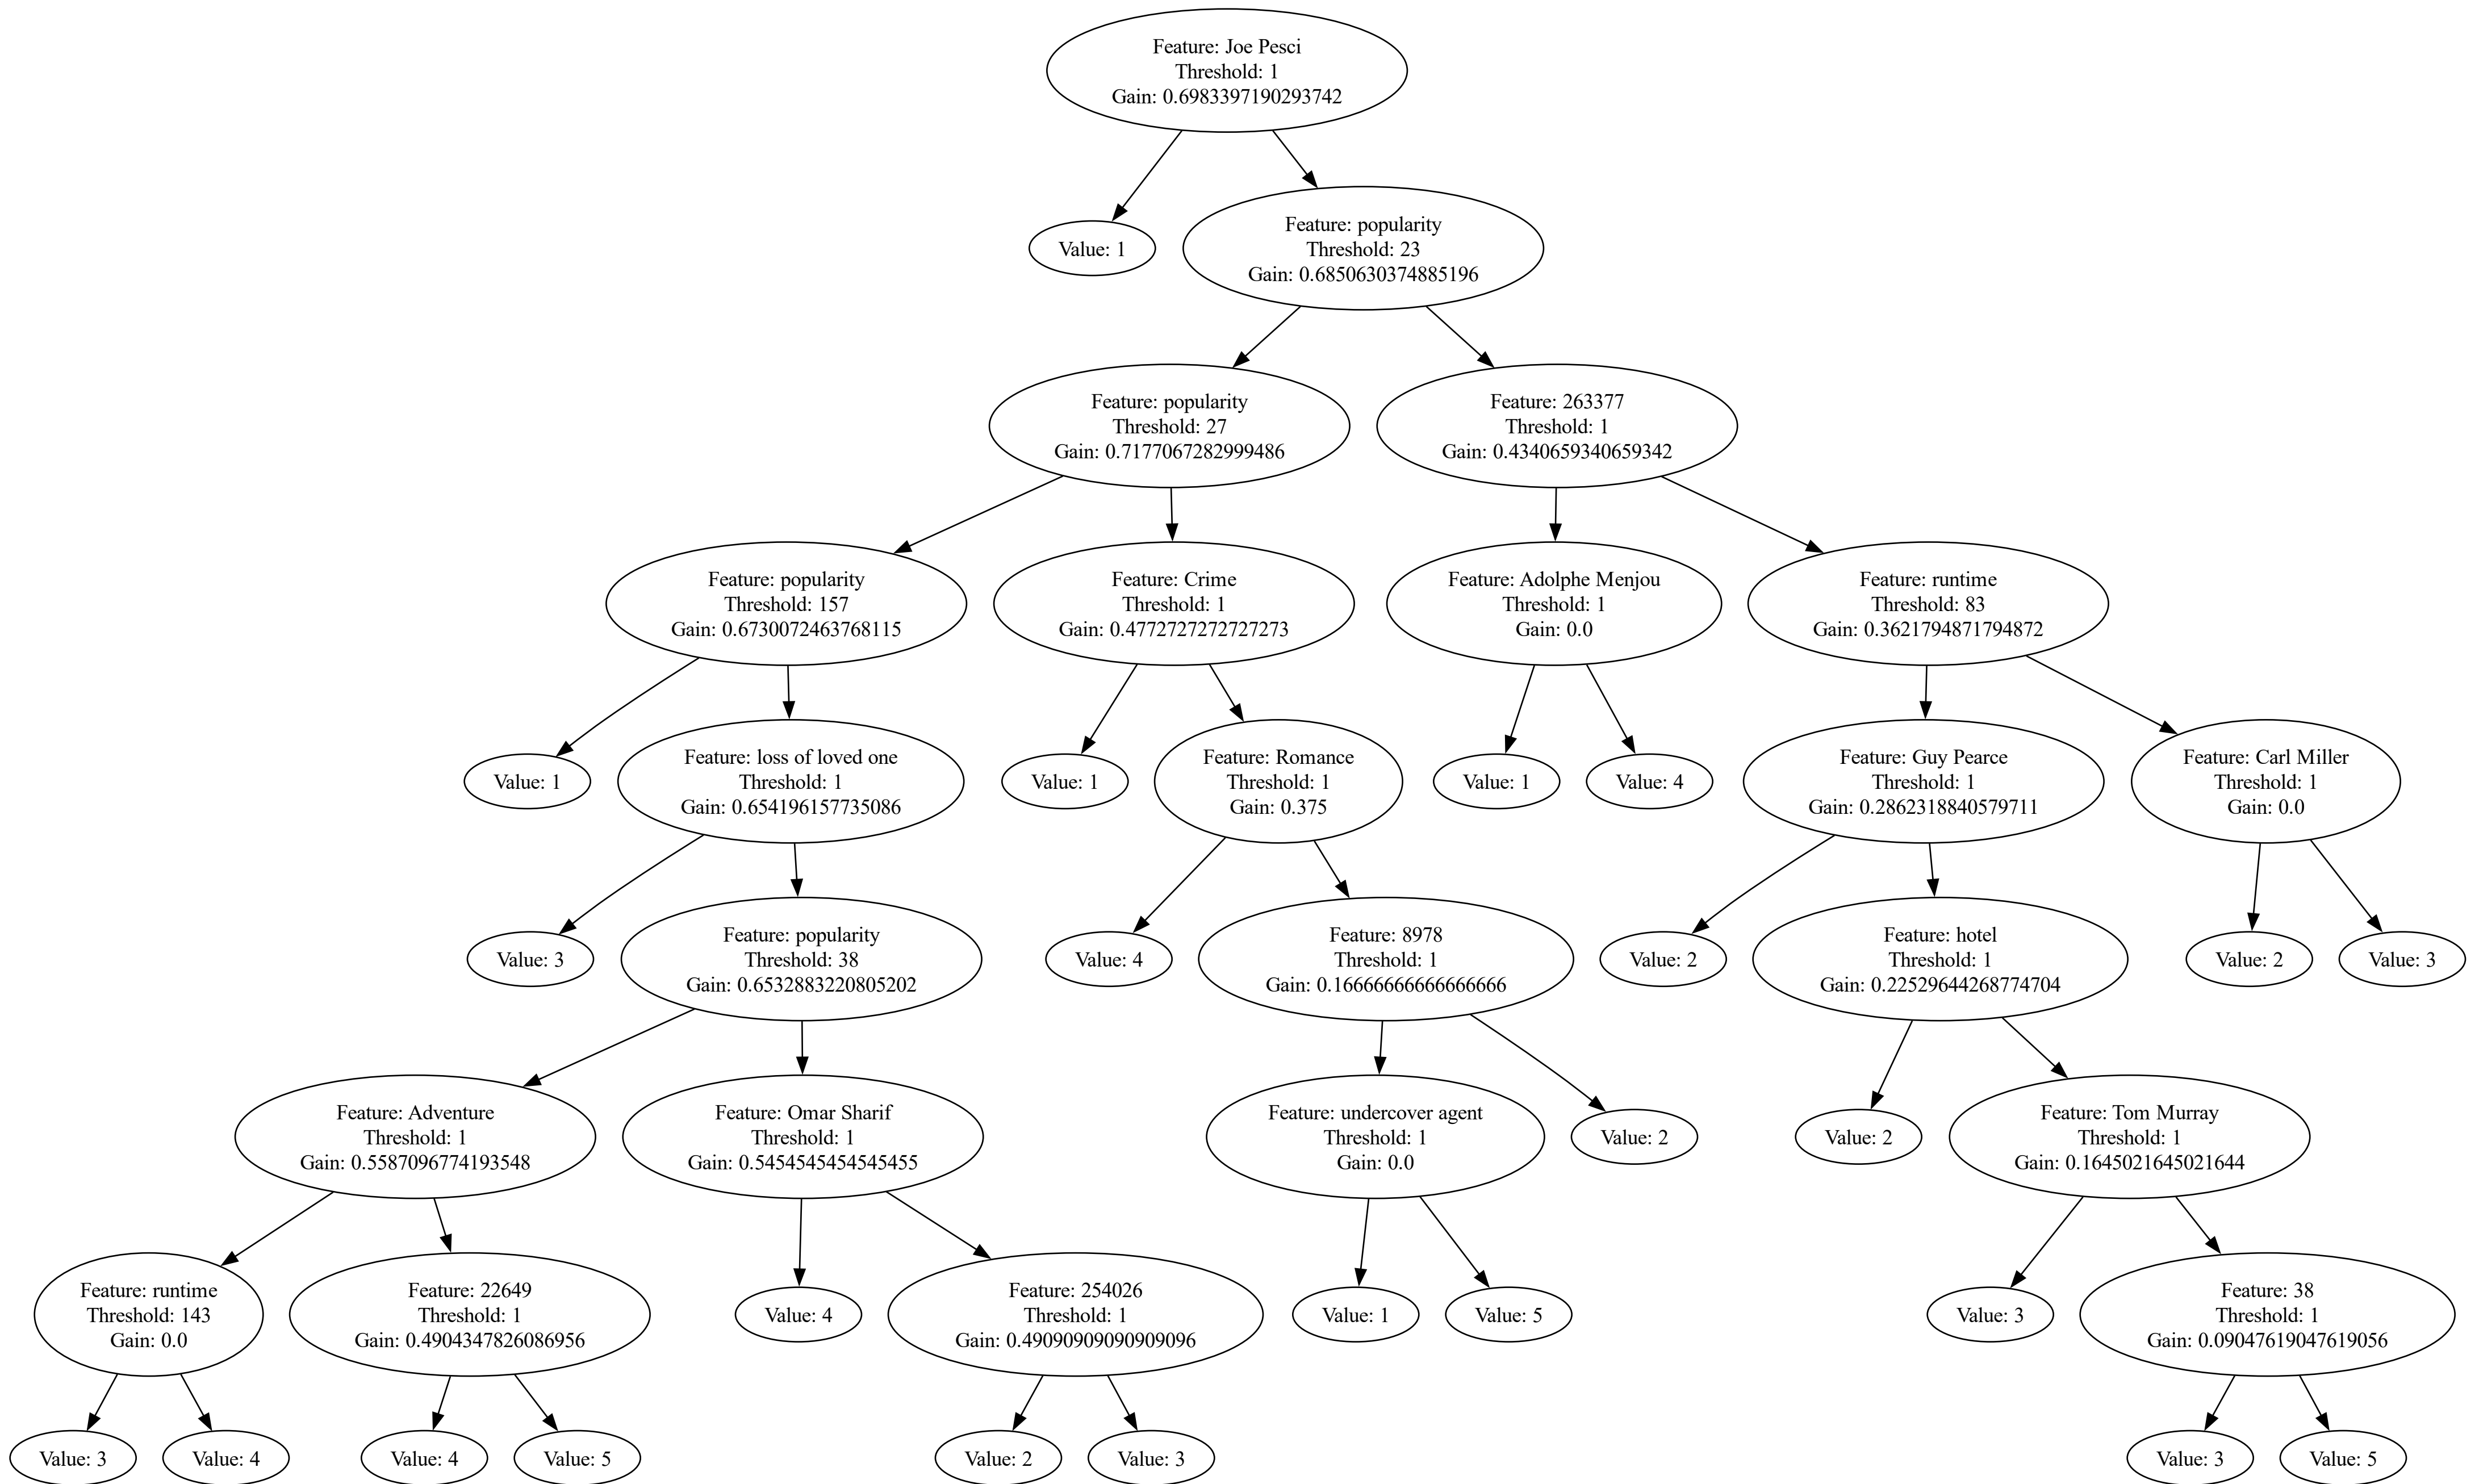 Feature: Joe Pesci
Threshold: 1
Gain: 0.6983397190293742
Value: 1
Feature: popularity
Threshold: 23
Gain: 0.6850630374885196
Feature: popularity
Threshold: 27
Gain: 0.7177067282999486
Feature: 263377
Threshold: 1
Gain: 0.4340659340659342
Feature: popularity
Threshold: 157
Gain: 0.6730072463768115
Feature: Crime
Threshold: 1
Gain: 0.4772727272727273
Feature: Adolphe Menjou
Threshold: 1
Gain: 0.0
Feature: runtime
Threshold: 83
Gain: 0.3621794871794872
Value: 1
Feature: loss of loved one
Threshold: 1
Gain: 0.654196157735086
Value: 1
Feature: Romance
Threshold: 1
Gain: 0.375
Value: 1
Value: 4
Feature: Guy Pearce
Threshold: 1
Gain: 0.2862318840579711
Feature: Carl Miller
Threshold: 1
Gain: 0.0
Value: 3
Feature: popularity
Threshold: 38
Gain: 0.6532883220805202
Value: 4
Feature: 8978
Threshold: 1
Gain: 0.16666666666666666
Value: 2
Feature: hotel
Threshold: 1
Gain: 0.22529644268774704
Value: 2
Value: 3
Feature: Adventure
Threshold: 1
Gain: 0.5587096774193548
Feature: Omar Sharif
Threshold: 1
Gain: 0.5454545454545455
Feature: undercover agent
Threshold: 1
Gain: 0.0
Value: 2
Value: 2
Feature: Tom Murray
Threshold: 1
Gain: 0.1645021645021644
Feature: runtime
Threshold: 143
Gain: 0.0
Feature: 22649
Threshold: 1
Gain: 0.4904347826086956
Value: 4
Feature: 254026
Threshold: 1
Gain: 0.49090909090909096
Value: 1
Value: 5
Value: 3
Feature: 38
Threshold: 1
Gain: 0.09047619047619056
Value: 3
Value: 4
Value: 4
Value: 5
Value: 2
Value: 3
Value: 3
Value: 5